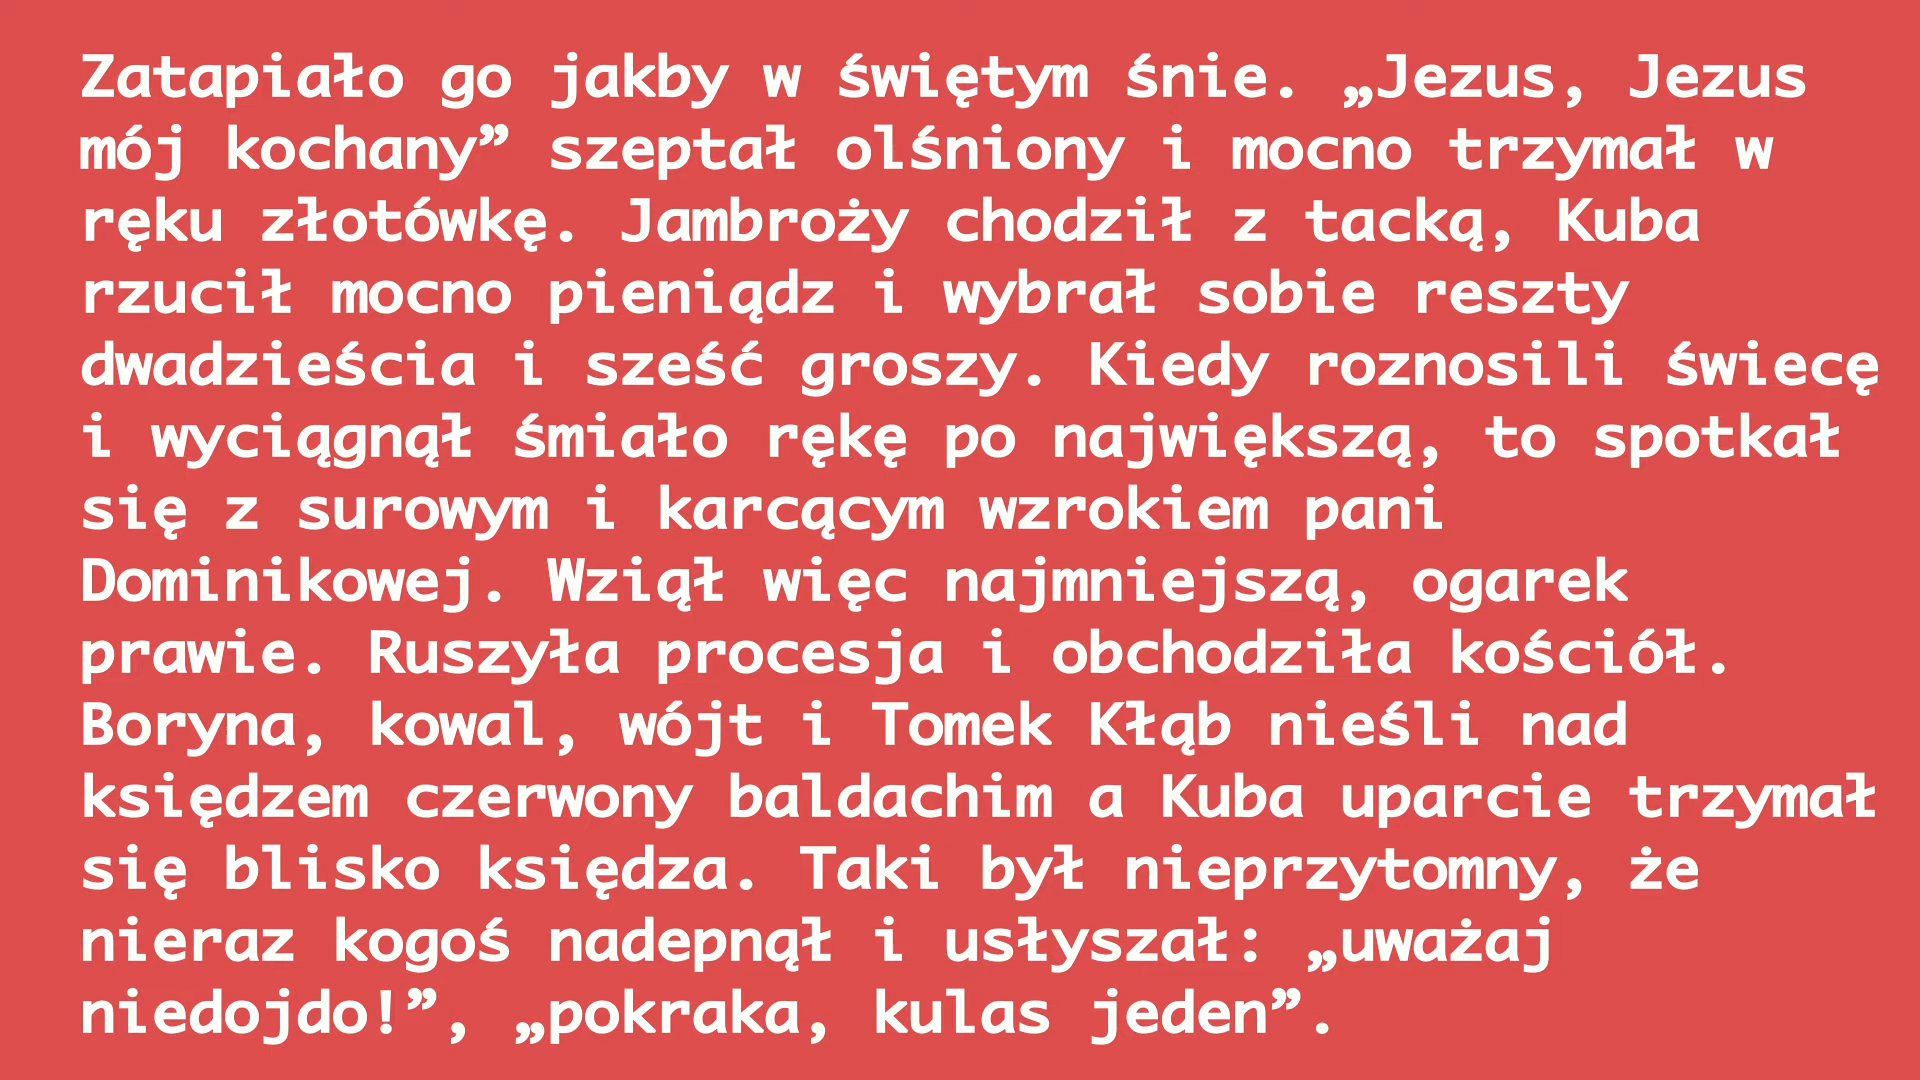 Zatapiało go jakby w świętym śnie. „Jezus, Jezus
mój kochany” szeptał olśniony i mocno trzymał w
ręku złotówkę. Jambroży chodził z tacką, Kuba
rzucił mocno pieniądz i wybrał sobie reszty
dwadzieścia i sześć groszy. Kiedy roznosili świecę
i wyciągnął śmiało rękę po największą, to spotkał
się z surowym i karcącym wzrokiem pani
Dominikowej. Wziął więc najmniejszą, ogarek
prawie. Ruszyła procesja i obchodziła kościół.
Boryna, kowal, wójt i Tomek Kłąb nieśli nad
księdzem czerwony baldachim a Kuba uparcie trzymał
się blisko księdza. Taki był nieprzytomny, że
nieraz kogoś nadepnął i usłyszał: „uważaj
niedojdo!”, „pokraka, kulas jeden”.